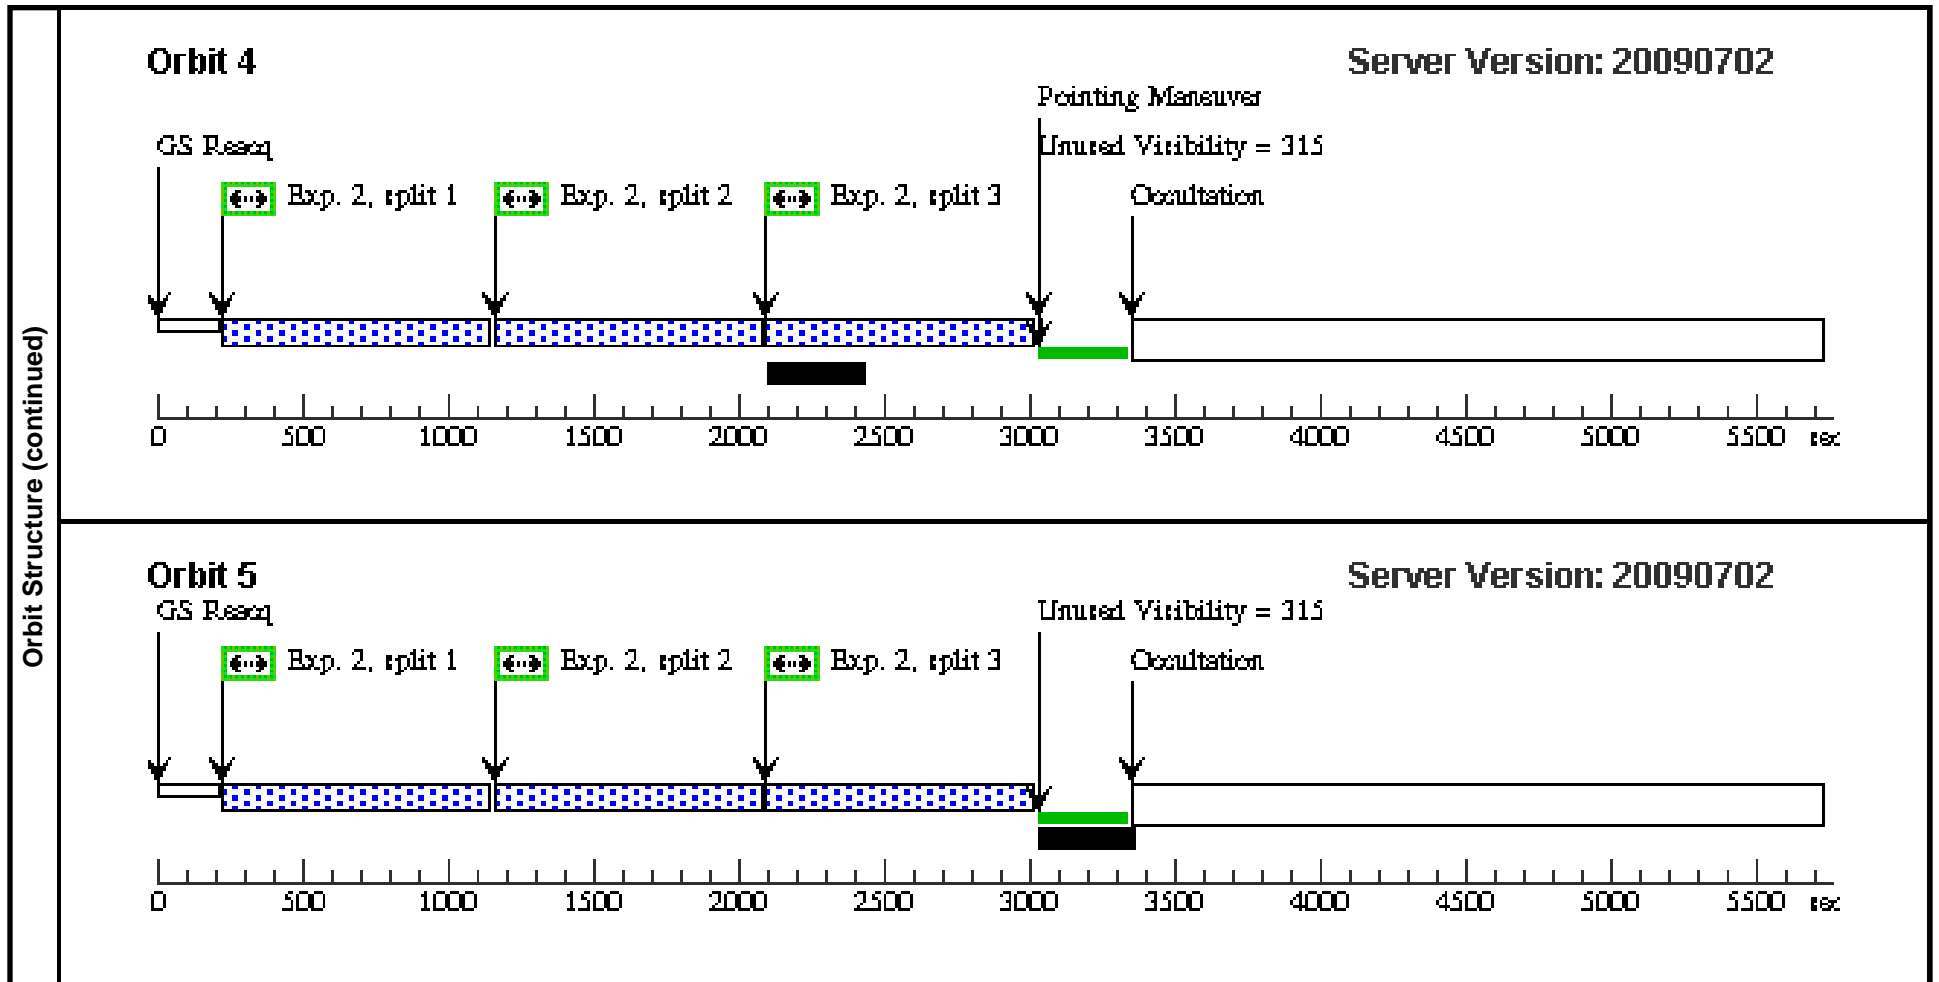 Orbit Structure (continued)
Orbit 4
Server Version: 20090702
Pointing Maneuver
GS Reacq
Unused Visibility = 315
Exp. 2, split 1
Exp. 2, split 2
Exp. 2, split 3
Occultation
0 500 1000 1500 2000 2500 3000 3500 4000 4500 5000 5500 sec
Orbit 5
Server Version: 20090702
GS Reacq
Unused Visibility = 315
Exp. 2, split 1
Exp. 2, split 2
Exp. 2, split 3
Occultation
0 500 1000 1500 2000 2500 3000 3500 4000 4500 5000 5500 sec